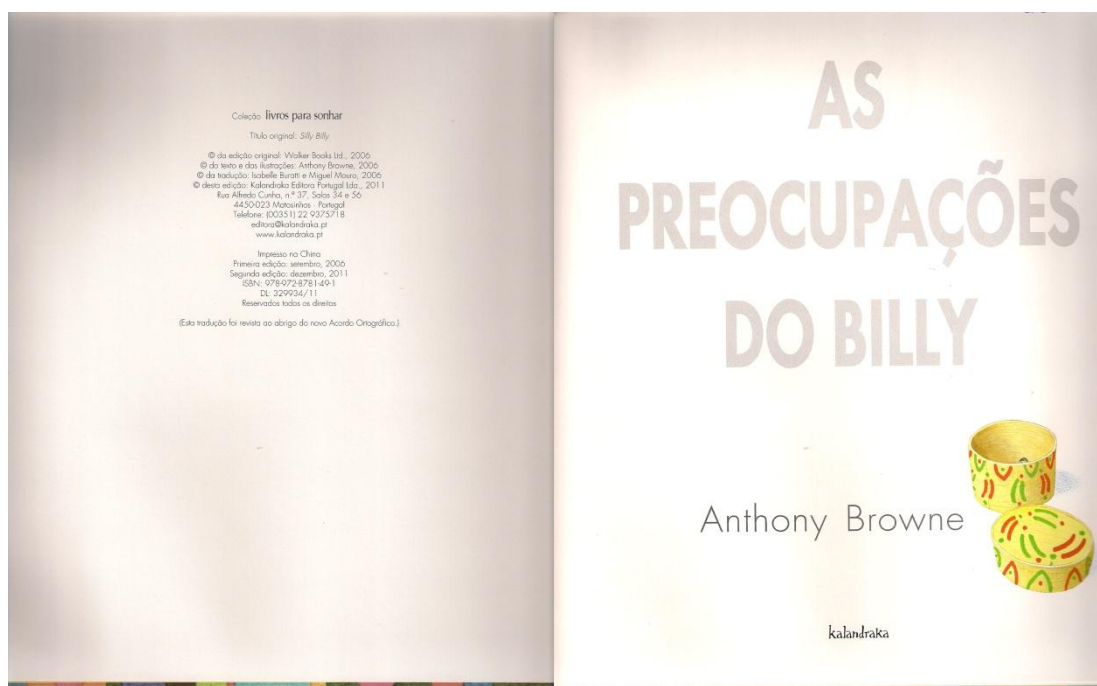 Coleção livros para sonhar
Título original: Silly Billy
© da edição original: Walker Books Ltd., 2006
© do texto e das ilustrações: Anthony Browne, 2006
© da tradução: Isabelle Buratti e Miguel Mouro, 2006
© desta edição: Kalandraka Editora Portugal Lda., 2011
Rua Alfredo Cunha, n.º 37, Salas 34 e 56
4450-023 Matosinhos - Portugal
Telefone: (00351) 22 9375718
editora@kalandraka.pt
www.kalandraka.pt
Impresso na China
Primeira edição: setembro, 2006
Segunda edição: dezembro, 2011
ISBN: 978-972-8781-49-1
DL: 329934/11
Reservados todos os direitos
(Esta tradução foi revista ao abrigo do novo Acordo Ortográfico.)
AS
PREOCUPAÇÕES
DO BILLY
Anthony Browne
kalandraka